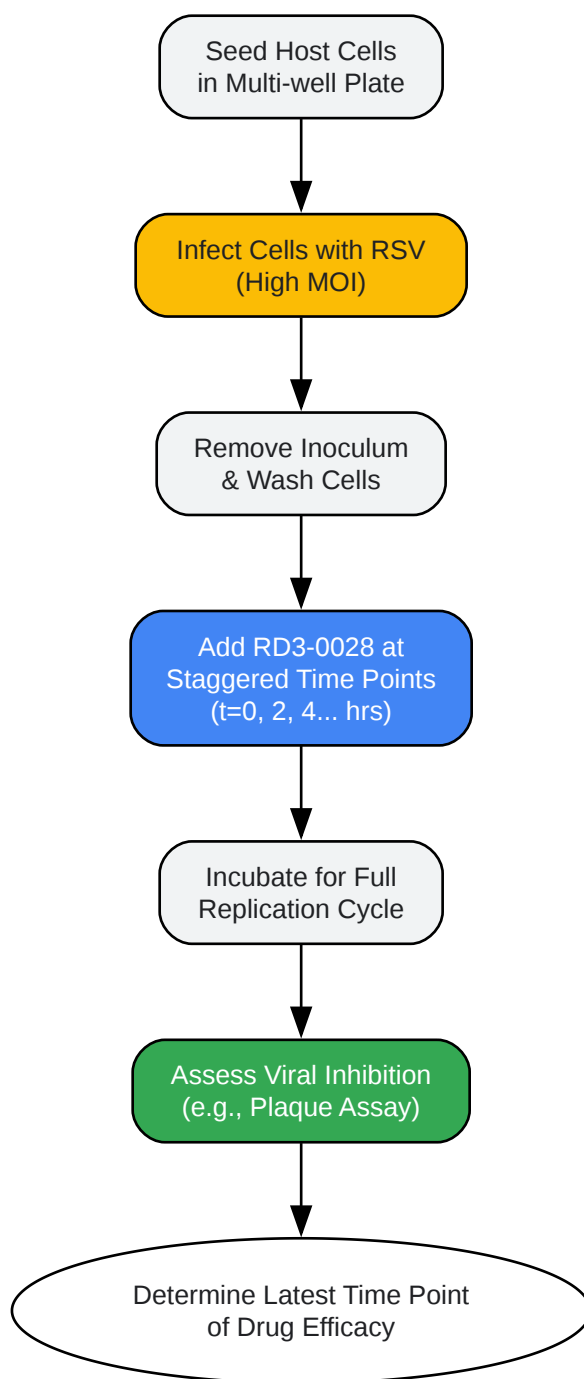 Seed Host Cells
in Multi-well Plate
Infect Cells with RSV
(High MOI)
Remove Inoculum
& Wash Cells
Add RD3-0028 at
Staggered Time Points
(t=0, 2, 4... hrs)
Incubate for Full
Replication Cycle
Assess Viral Inhibition
(e.g., Plaque Assay)
Determine Latest Time Point
of Drug Efficacy